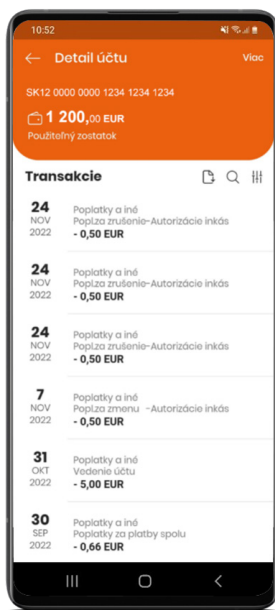 10:52
Detail účtu
Viac
SK12 0000 0000 1234 1234 1234
1 200,00 EUR
Použiteľný zostatok
Transakcie
24
NOV
2022
Poplatky a iné
Popl.za zrušenie-Autorizácie inkás
- 0,50 EUR
24
NOV
2022
Poplatky a iné
Popl.za zrušenie-Autorizácie inkás
- 0,50 EUR
24
NOV
2022
Poplatky a iné
Popl.za zrušenie-Autorizácie inkás
- 0,50 EUR
7
NOV
2022
Poplatky a iné
Popl.za zmenu -Autorizácie inkás
- 0,50 EUR
31
OKT
2022
Poplatky a iné
Vedenie účtu
- 5,00 EUR
30
SEP
2022
Poplatky a iné
Poplatky za platby spolu
- 0,66 EUR